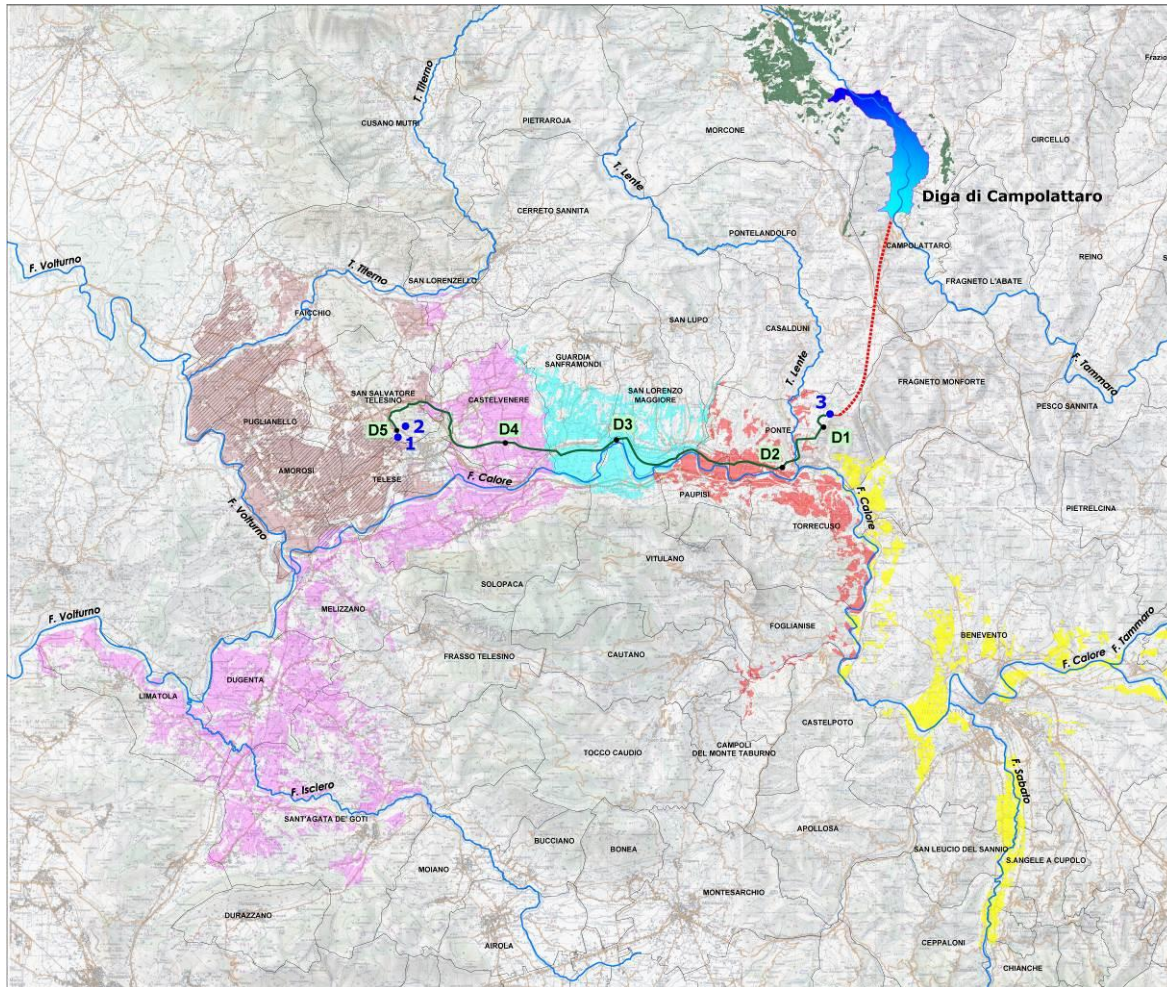 Frazio
T. Titerno
CUSANO MUTRI
PIETRAROJA
MORCONE
CIRCELLO
T. Lente
Diga di Campolattaro
CERRETO SANNITA
PONTELANDOLFO
CAMPOLATTARO
REINO
F. Volturno
T. Titerno
SAN LORENZELLO
FRAGNETO L'ABATE
FAICCHIO
SAN LUPO
CASALDUNI
GUARDIA
SANFRAMONDI
T. Lente
F. Tammaro
SAN SALVATORE
TELESINO
CASTELVENERE
SAN LORENZO
MAGGIORE
FRAGNETO MONFORTE
PESCO SANNITA
PUGLIANELLO
3
D5
2
1
D4
D3
PONTE
D1
D2
AMOROSI
TELESE
F. Calore
PAUPISI
F. Calore
F. Volturno
TORRECUSO
PIETRELCINA
VITULANO
SOLOPACA
MELIZZANO
F. Volturno
FOGLIANISE
BENEVENTO
FRASSO TELESINO
CAUTANO
F. Calore
F. Tammaro
DUGENTA
LIMATOLA
CASTELPOTO
TOCCO CAUDIO
CAMPOLI
DEL MONTE TABURNO
F. Sabato
F. Isclero
SANT'AGATA DE' GOTI
APOLLOSA
BUCCIANO
BONEA
SAN LEUCIO DEL SANNIO
S.ANGELE A CUPOLO
MOIANO
MONTESARCHIO
DURAZZANO
AIROLA
CEPPALONI
CHIANCHE